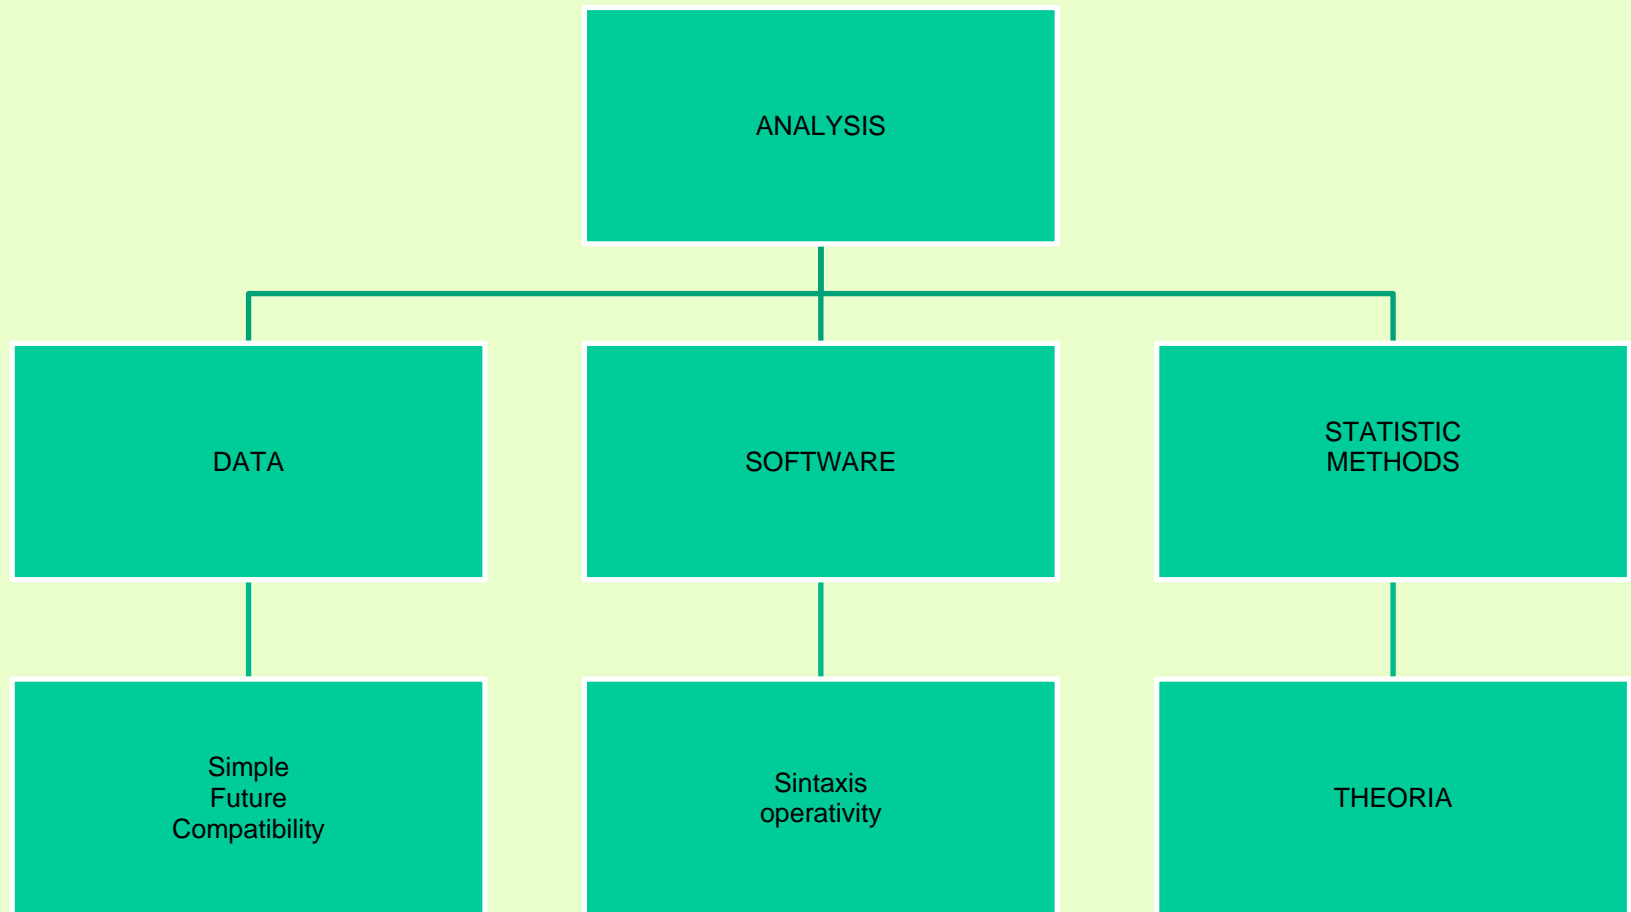 ANALYSIS
DATA
SOFTWARE
STATISTIC
METHODS
Simple
Future
Compatibility
Sintaxis
operativity
THEORIA